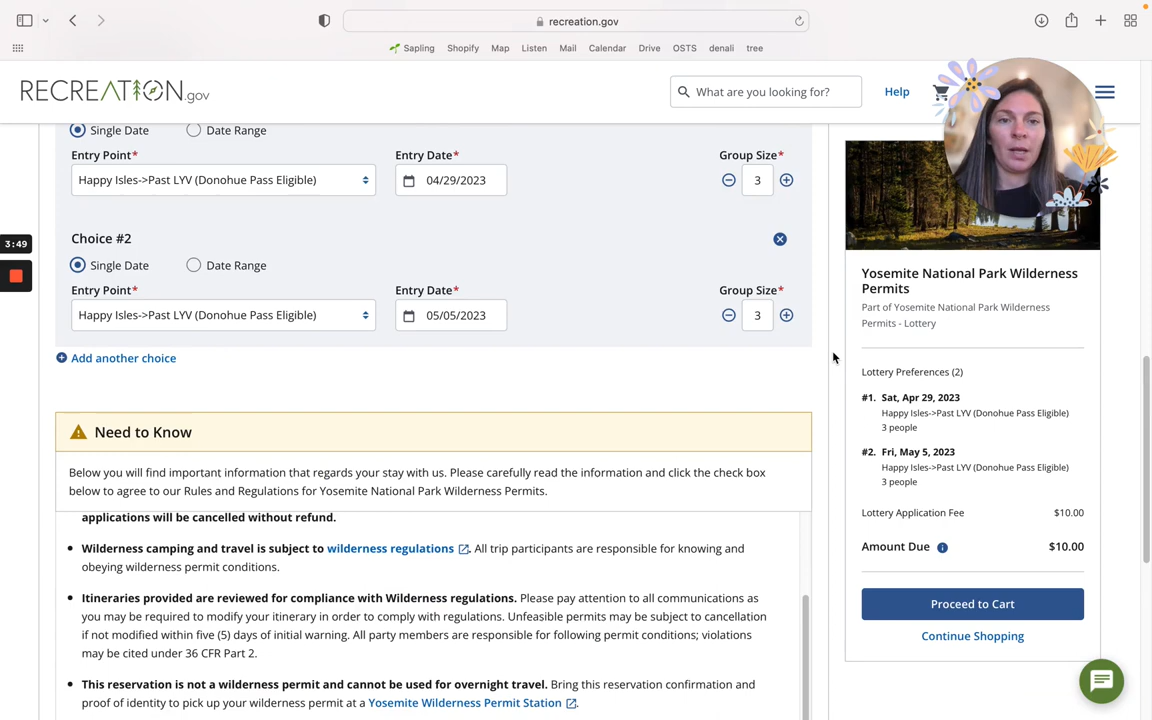 recreation.gov
Sapling Shopify Map Listen Mail Calendar Drive OSTS denali tree
RECREATION.gov
What are you looking for?
Help
Single Date Date Range
Entry Point* Entry Date* Group Size*
Happy Isles->Past LYV (Donohue Pass Eligible) 04/29/2023 3
3:49
Choice #2
Single Date Date Range
Entry Point* Entry Date* Group Size*
Happy Isles->Past LYV (Donohue Pass Eligible) 05/05/2023 3
Add another choice
Need to Know
Below you will find important information that regards your stay with us. Please carefully read the information and click the check box
below to agree to our Rules and Regulations for Yosemite National Park Wilderness Permits.
applications will be cancelled without refund.
Wilderness camping and travel is subject to wilderness regulations. All trip participants are responsible for knowing and
obeying wilderness permit conditions.
Itineraries provided are reviewed for compliance with Wilderness regulations. Please pay attention to all communications as
you may be required to modify your itinerary in order to comply with regulations. Unfeasible permits may be subject to cancellation
if not modified within five (5) days of initial warning. All party members are responsible for following permit conditions; violations
may be cited under 36 CFR Part 2.
This reservation is not a wilderness permit and cannot be used for overnight travel. Bring this reservation confirmation and
proof of identity to pick up your wilderness permit at a Yosemite Wilderness Permit Station.
Yosemite National Park Wilderness
Permits
Part of Yosemite National Park Wilderness
Permits - Lottery
Lottery Preferences (2)
#1. Sat, Apr 29, 2023
Happy Isles->Past LYV (Donohue Pass Eligible)
3 people
#2. Fri, May 5, 2023
Happy Isles->Past LYV (Donohue Pass Eligible)
3 people
Lottery Application Fee $10.00
Amount Due $10.00
Proceed to Cart
Continue Shopping